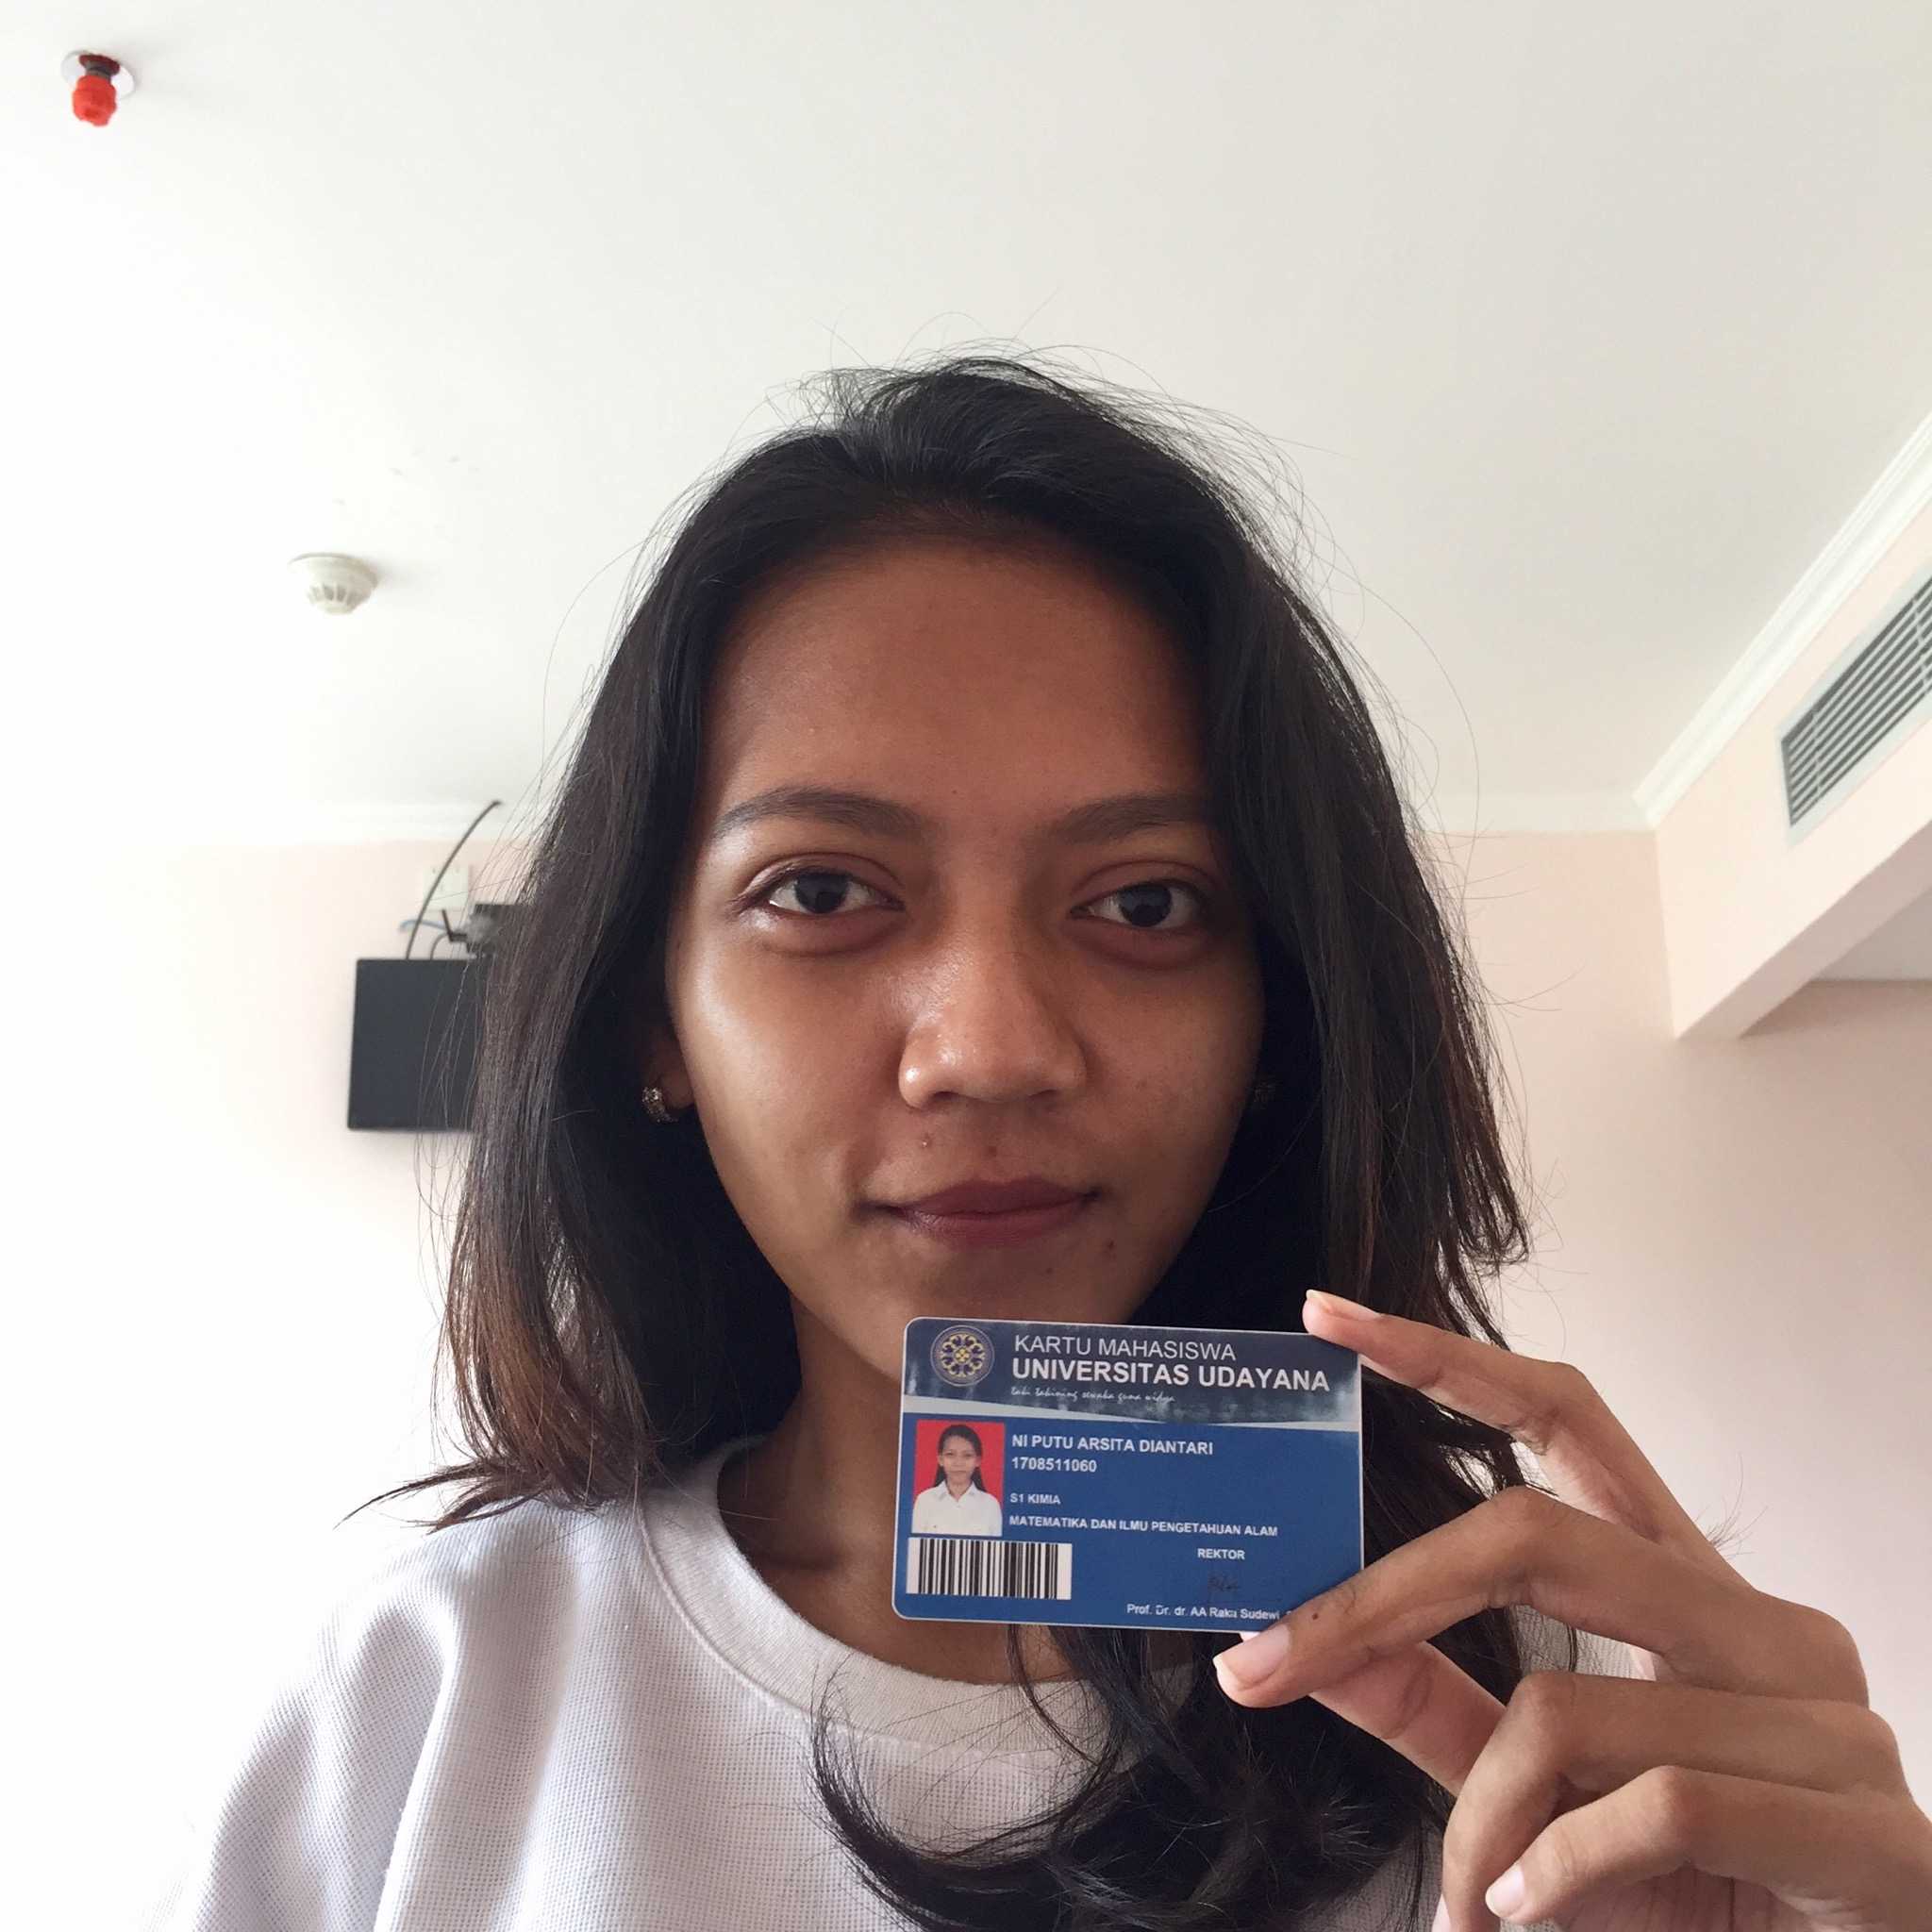 KARTU MAHASISWA
UNIVERSITAS UDAYANA
NI PUTU ARSITA DIANTARI
1708511060
S1 KIMIA
MATEMATIKA DAN ILMU PENGETAHUAN ALAM
REKTOR
Prof. Dr. dr. AA Raka Sudewi